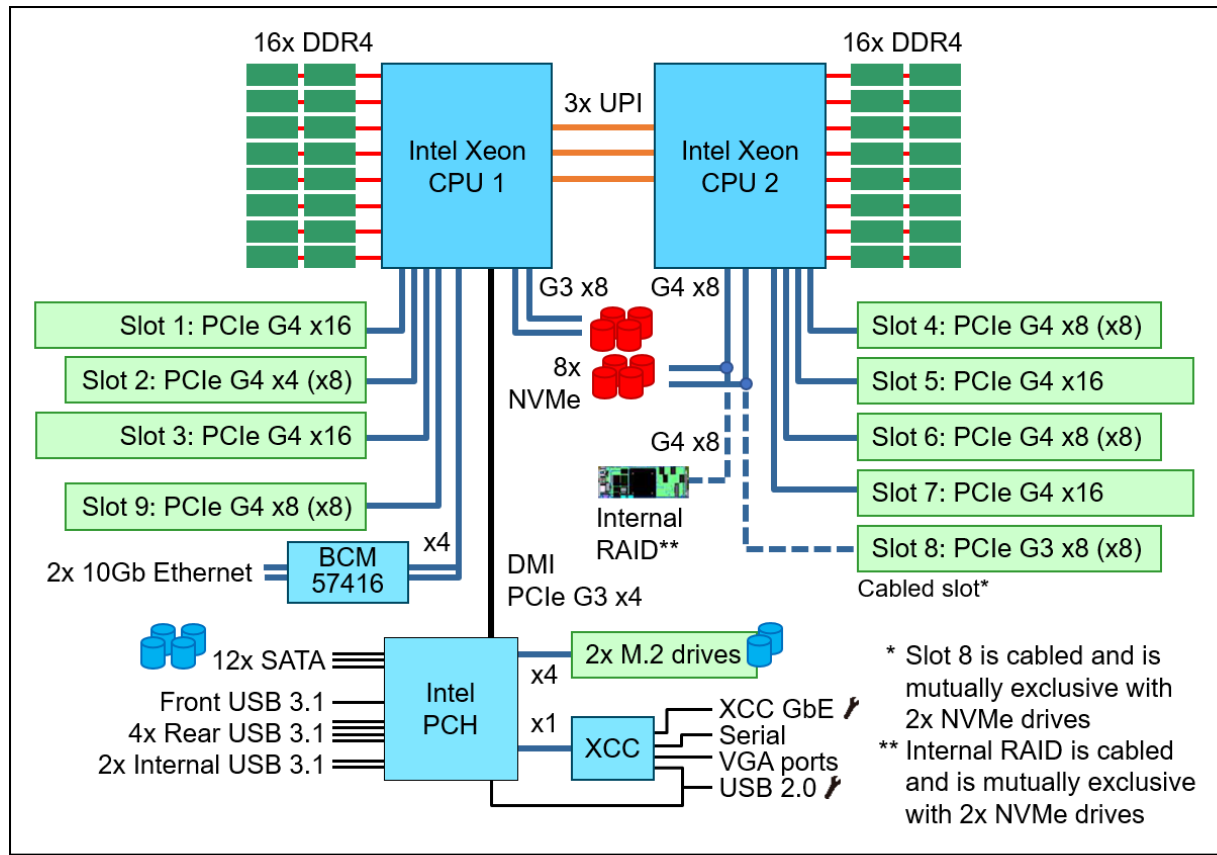 16x DDR4
16x DDR4
3x UPI
Intel Xeon
CPU 1
Intel Xeon
CPU 2
G3 x8
G4 x8
Slot 1: PCIe G4 x16
Slot 2: PCIe G4 x4 (x8)
Slot 3: PCIe G4 x16
Slot 9: PCIe G4 x8 (x8)
8x
NVMe
G4 x8
Internal
RAID**
Slot 4: PCIe G4 x8 (x8)
Slot 5: PCIe G4 x16
Slot 6: PCIe G4 x8 (x8)
Slot 7: PCIe G4 x16
Slot 8: PCIe G3 x8 (x8)
Cabled slot*
2x 10Gb Ethernet
BCM
57416
x4
DMI
PCIe G3 x4
12x SATA
Front USB 3.1
4x Rear USB 3.1
2x Internal USB 3.1
Intel
PCH
x4
2x M.2 drives
x1
XCC
XCC GbE
Serial
VGA ports
USB 2.0
* Slot 8 is cabled and is
mutually exclusive with
2x NVMe drives
** Internal RAID is cabled
and is mutually exclusive
with 2x NVMe drives